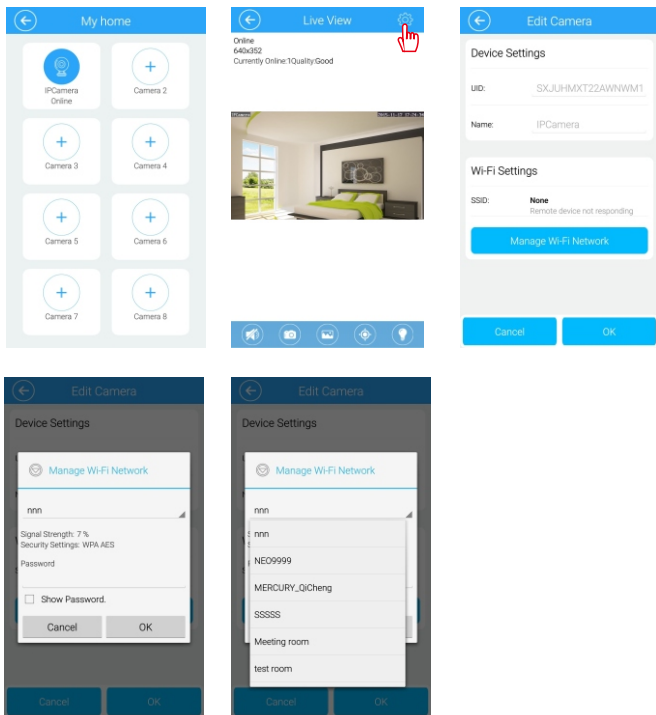 My home
IPCamera
Online
Camera 2
Camera 3
Camera 4
Camera 5
Camera 6
Camera 7
Camera 8
Live View
Online
640x352
Currently Online:1Quality:Good
IPCamera
Edit Camera
Device Settings
UID: SXJUHMXT22AWNWM1
Name: IPCamera
Wi-Fi Settings
SSID: None
Remote device not responding
Manage Wi-Fi Network
Cancel OK
Edit Camera
Device Settings
Manage Wi-Fi Network
nnn
Signal Strength: 7 %
Security Settings: WPA AES
Password
Show Password.
Cancel OK
Cancel OK
Edit Camera
Device Settings
Manage Wi-Fi Network
nnn
nnn
NEO9999
MERCURY_QiCheng
SSSSS
Meeting room
test room
Cancel OK